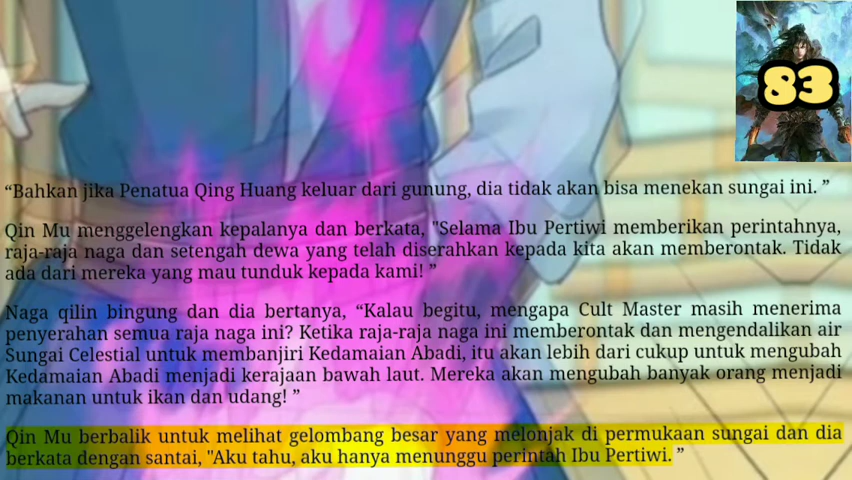 83
“Bahkan jika Penatua Qing Huang keluar dari gunung, dia tidak akan bisa menekan sungai ini. ”
Qin Mu menggelengkan kepalanya dan berkata, "Selama Ibu Pertiwi memberikan perintahnya,
raja-raja naga dan setengah dewa yang telah diserahkan kepada kita akan memberontak. Tidak
ada dari mereka yang mau tunduk kepada kami! ”
Naga qilin bingung dan dia bertanya, “Kalau begitu, mengapa Cult Master masih menerima
penyerahan semua raja naga ini? Ketika raja-raja naga ini memberontak dan mengendalikan air
Sungai Celestial untuk membanjiri Kedamaian Abadi, itu akan lebih dari cukup untuk mengubah
Kedamaian Abadi menjadi kerajaan bawah laut. Mereka akan mengubah banyak orang menjadi
makanan untuk ikan dan udang! ”
Qin Mu berbalik untuk melihat gelombang besar yang melonjak di permukaan sungai dan dia
berkata dengan santai, "Aku tahu, aku hanya menunggu perintah Ibu Pertiwi. ”